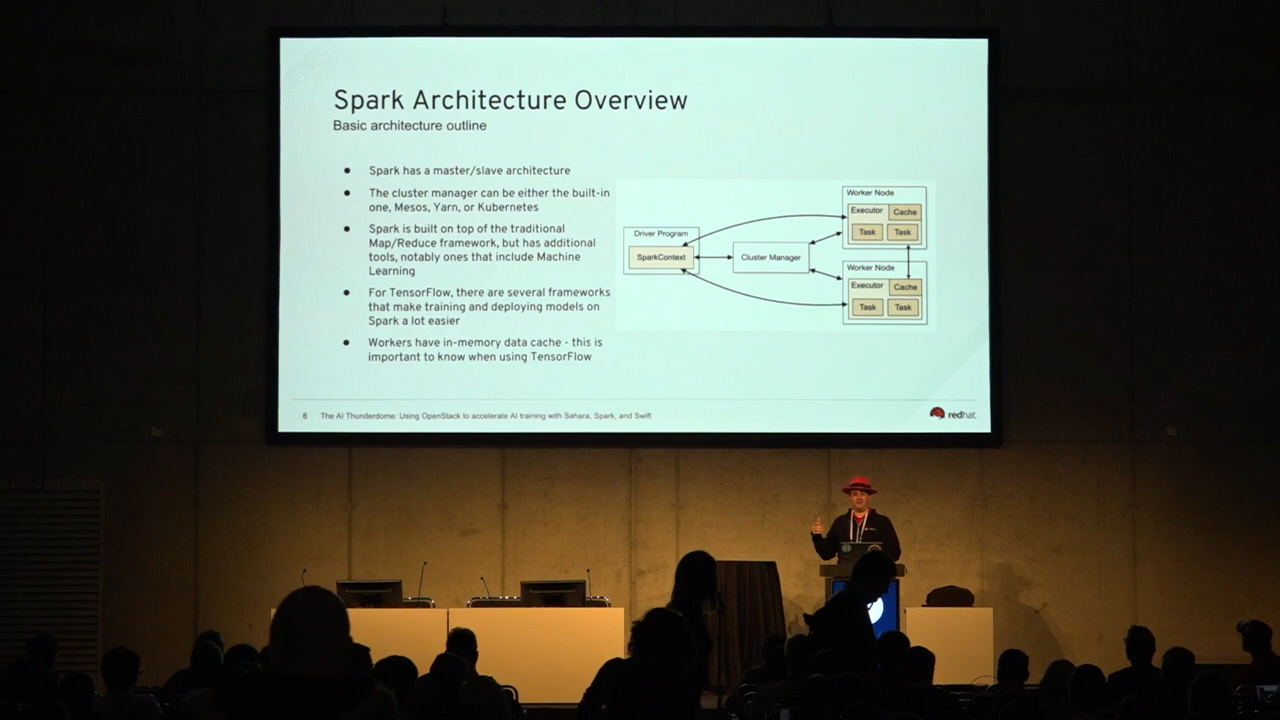 Spark Architecture Overview
Basic architecture outline
Spark has a master/slave architecture
The cluster manager can be either the built-in
one, Mesos, Yarn, or Kubernetes
Spark is built on top of the traditional
Map/Reduce framework, but has additional
tools, notably ones that include Machine
Learning
For TensorFlow, there are several frameworks
that make training and deploying models on
Spark a lot easier
Workers have in-memory data cache - this is
important to know when using TensorFlow
Driver Program
SparkContext
Cluster Manager
Worker Node
Executor
Cache
Task
Task
Worker Node
Executor
Cache
Task
Task
6
The AI Thunderdome: Using OpenStack to accelerate AI training with Sahara, Spark, and Swift
redhat.